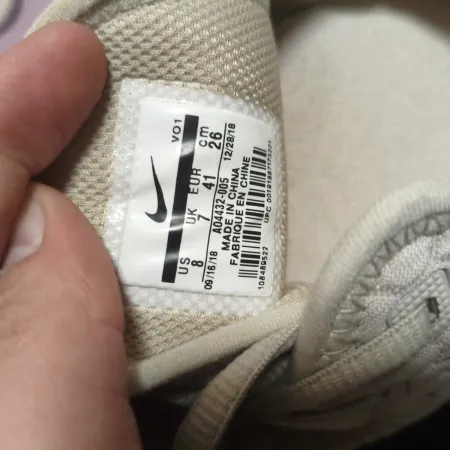 VO1
US UK EUR cm
8 7 41 26
09/16/18 12/28/18
AO4432-005
MADE IN CHINA
FABRIQUE EN CHINE
108489522